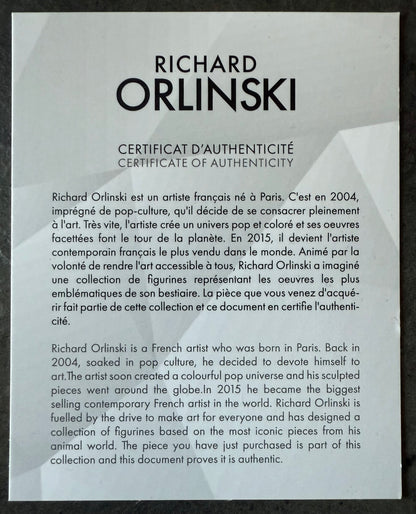 RICHARD
ORLINSKI
CERTIFICAT D'AUTHENTICITÉ
CERTIFICATE OF AUTHENTICITY
Richard Orlinski est un artiste français né à Paris. C'est en 2004,
imprégné de pop-culture, qu'il décide de se consacrer pleinement
à l'art. Très vite, l'artiste crée un univers pop et coloré et ses oeuvres
facettées font le tour de la planète. En 2015, il devient l'artiste
contemporain français le plus vendu dans le monde. Animé par la
volonté de rendre l'art accessible à tous, Richard Orlinski a imaginé
une collection de figurines représentant les oeuvres les plus
emblématiques de son bestiaire. La pièce que vous venez d'acqué-
rir fait partie de cette collection et ce document en certifie l'authenti-
cité.
Richard Orlinski is a French artist who was born in Paris. Back in
2004, soaked in pop culture, he decided to devote himself to
art.The artist soon created a colourful pop universe and his sculpted
pieces went around the globe.In 2015 he became the biggest
selling contemporary French artist in the world. Richard Orlinski is
fuelled by the drive to make art for everyone and has designed a
collection of figurines based on the most iconic pieces from his
animal world. The piece you have just purchased is part of this
collection and this document proves it is authentic.